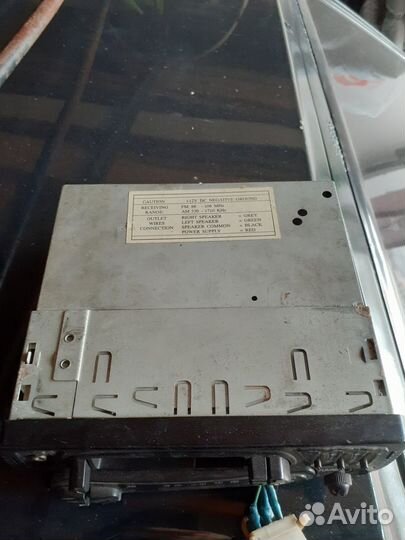 CAUTION : 12V DC NEGATIVE GROUND
RECEIVING FM 88 - 108 MHz
RANGE: AM 530 - 1710 KHz
OUTLET RIGHT SPEAKER = GREY
WIRES LEFT SPEAKER = GREEN
CONNECTION SPEAKER COMMON = BLACK
POWER SUPPLY = RED
Avito